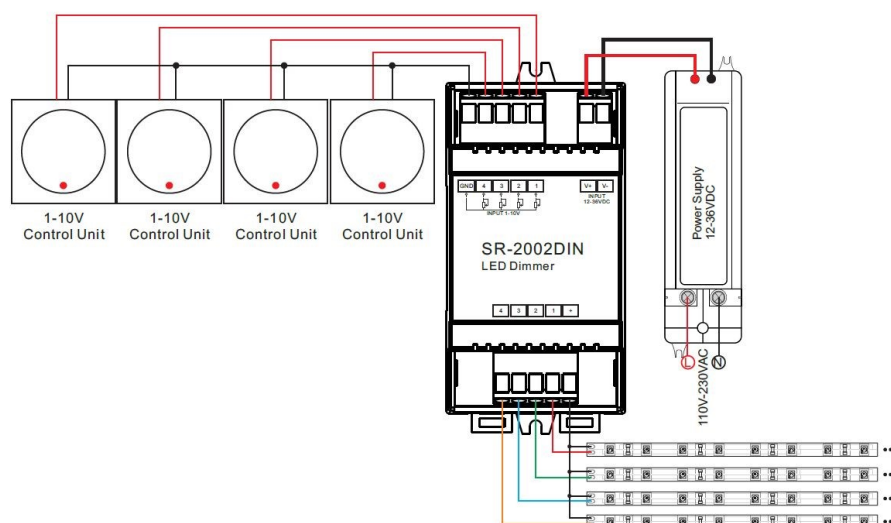 1-10V
Control Unit
1-10V
Control Unit
1-10V
Control Unit
1-10V
Control Unit
GND 4 3 2 1
INPUT 1-10V
V+ V-
INPUT
12-36VDC
SR-2002DIN
LED Dimmer
4 3 2 1 +
Power Supply
12-36VDC
L
N
110V-230VAC